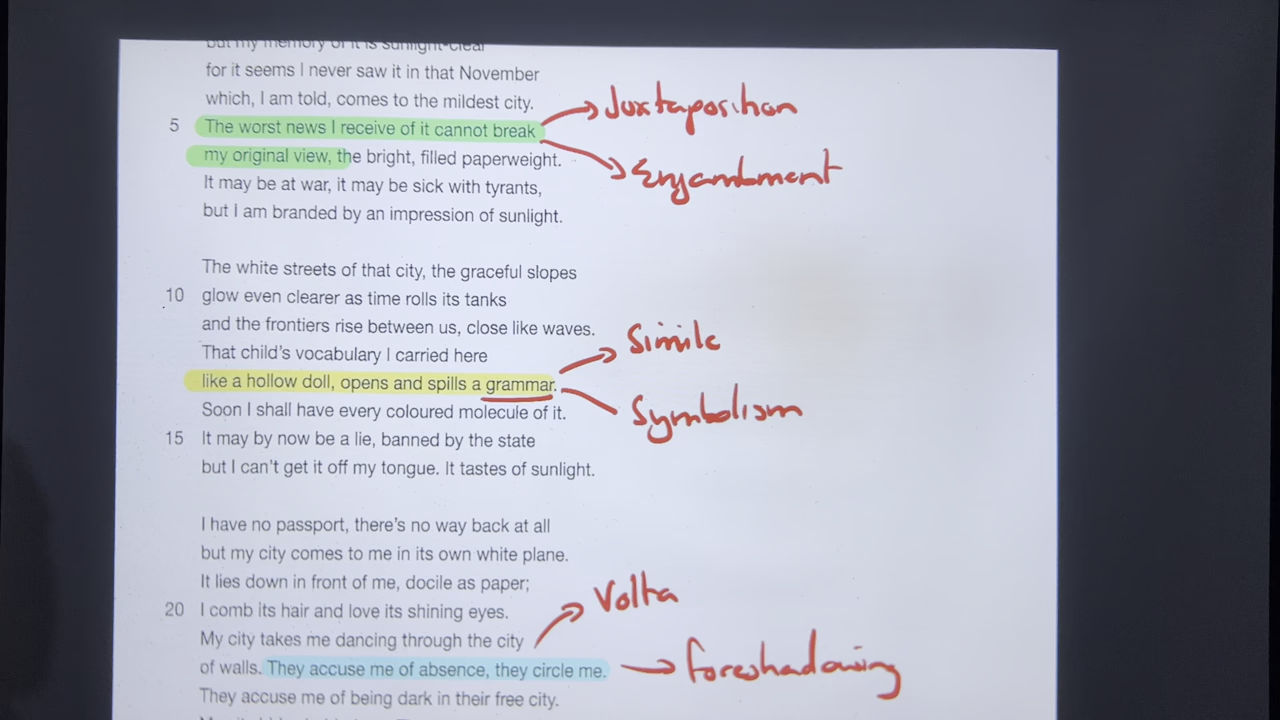 but my memory of it is sunlight-clear
for it seems I never saw it in that November
which, I am told, comes to the mildest city.
Juxtaposition
5 The worst news I receive of it cannot break
my original view, the bright, filled paperweight.
Enjambment
It may be at war, it may be sick with tyrants,
but I am branded by an impression of sunlight.
The white streets of that city, the graceful slopes
10 glow even clearer as time rolls its tanks
and the frontiers rise between us, close like waves.
Simile
That child's vocabulary I carried here
like a hollow doll, opens and spills a grammar.
Symbolism
Soon I shall have every coloured molecule of it.
15 It may by now be a lie, banned by the state
but I can't get it off my tongue. It tastes of sunlight.
I have no passport, there's no way back at all
but my city comes to me in its own white plane.
It lies down in front of me, docile as paper;
Volta
20 I comb its hair and love its shining eyes.
My city takes me dancing through the city
of walls. They accuse me of absence, they circle me.
foreshadowing
They accuse me of being dark in their free city.